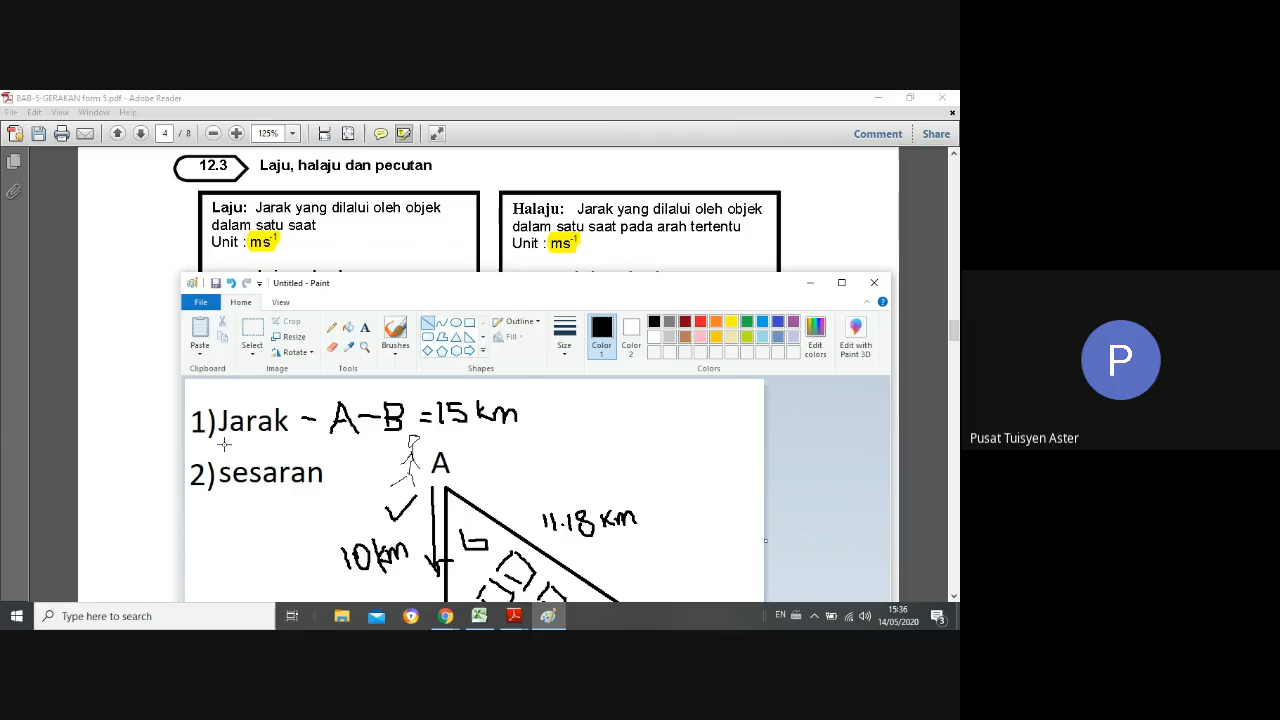 BAB-5-GERAKAN form 5.pdf - Adobe Reader
File Edit View Window Help
4 / 8 125% Comment Share
12.3 Laju, halaju dan pecutan
Laju: Jarak yang dilalui oleh objek
dalam satu saat
Unit : ms-1
Halaju: Jarak yang dilalui oleh objek
dalam satu saat pada arah tertentu
Unit : ms-1
Untitled - Paint
File Home View
Paste Select Crop Resize Rotate A Brushes Outline Fill Size Color 1 Color 2 Edit colors Edit with Paint 3D
Clipboard Image Tools Shapes Colors
1)Jarak - A-B = 15 km
2) sesaran
A
11.18 km
10 km
Type here to search
EN 15:36
14/05/2020
3
P
Pusat Tuisyen Aster